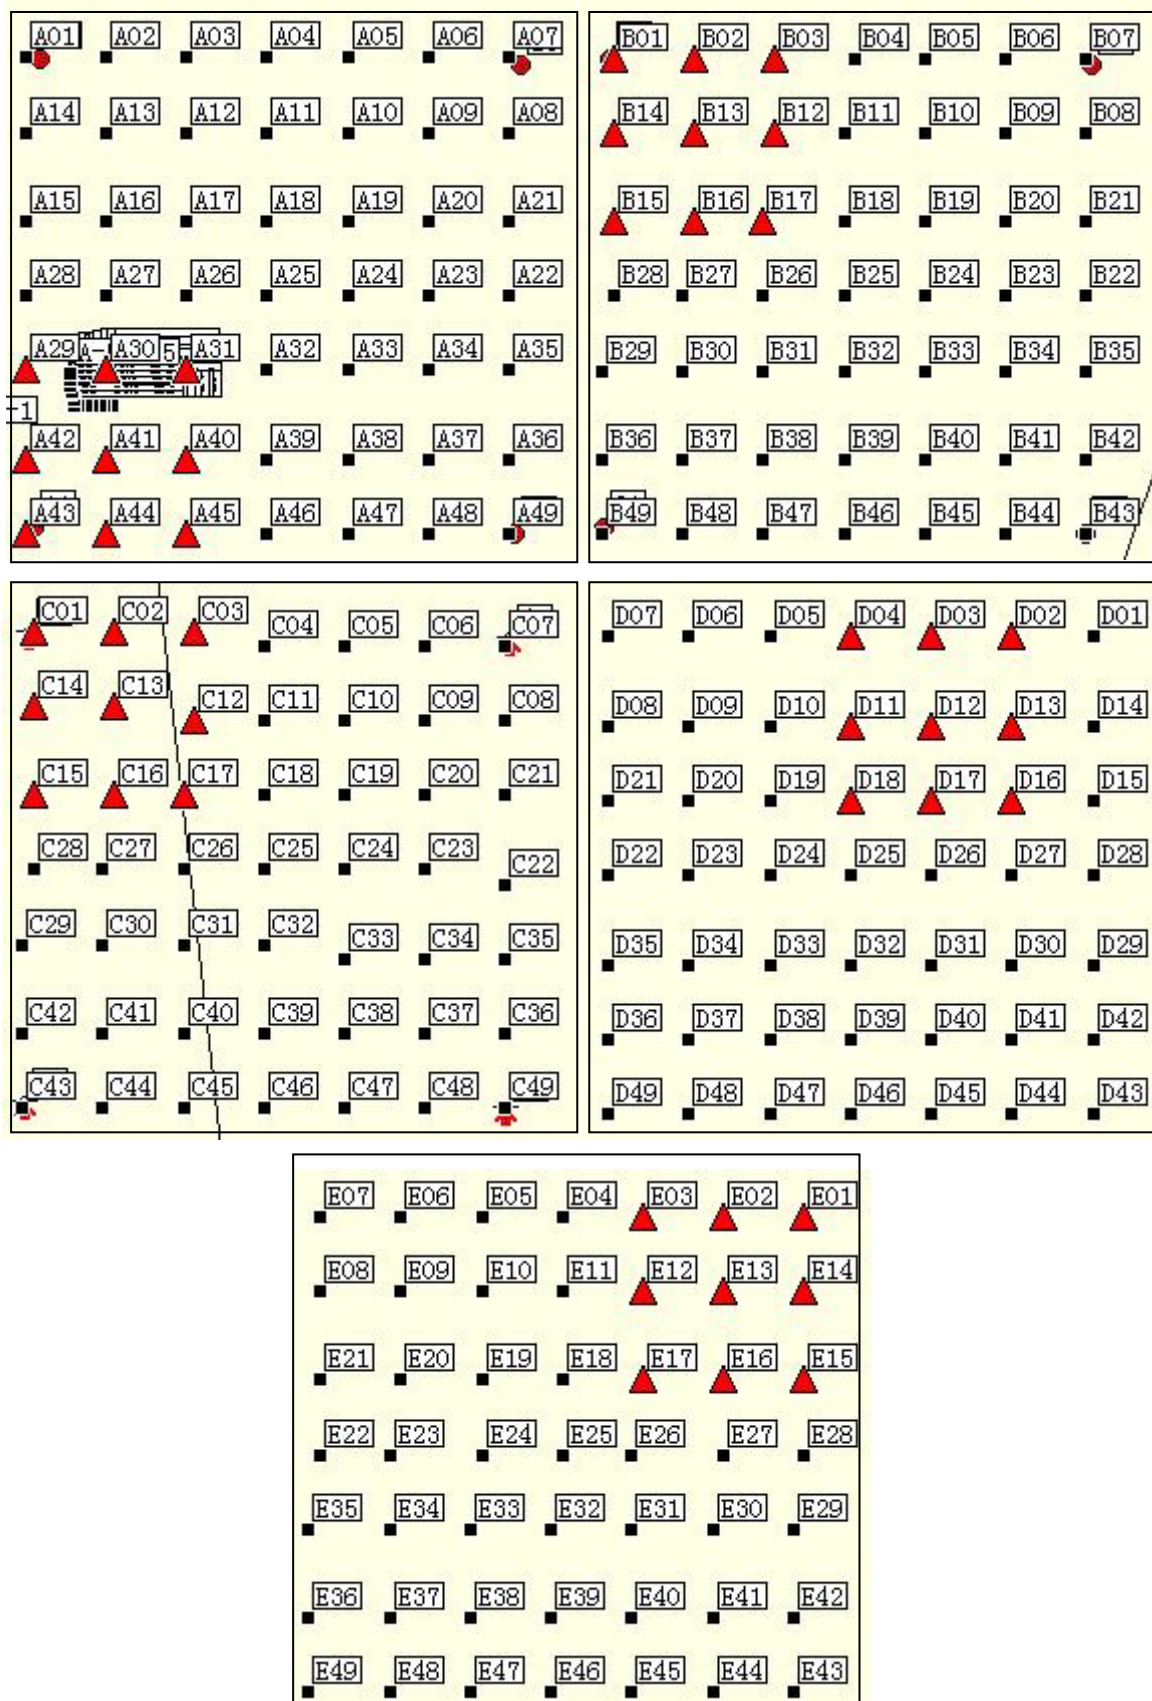 A01 A02 A03 A04 A05 A06 A07
A14 A13 A12 A11 A10 A09 A08
A15 A16 A17 A18 A19 A20 A21
A28 A27 A26 A25 A24 A23 A22
A29 A- A30 5 A31 A32 A33 A34 A35
-1
A42 A41 A40 A39 A38 A37 A36
A43 A44 A45 A46 A47 A48 A49
B01 B02 B03 B04 B05 B06 B07
B14 B13 B12 B11 B10 B09 B08
B15 B16 B17 B18 B19 B20 B21
B28 B27 B26 B25 B24 B23 B22
B29 B30 B31 B32 B33 B34 B35
B36 B37 B38 B39 B40 B41 B42
B49 B48 B47 B46 B45 B44 B43
C01 C02 C03 C04 C05 C06 C07
C14 C13 C12 C11 C10 C09 C08
C15 C16 C17 C18 C19 C20 C21
C28 C27 C26 C25 C24 C23 C22
C29 C30 C31 C32 C33 C34 C35
C42 C41 C40 C39 C38 C37 C36
C43 C44 C45 C46 C47 C48 C49
D07 D06 D05 D04 D03 D02 D01
D08 D09 D10 D11 D12 D13 D14
D21 D20 D19 D18 D17 D16 D15
D22 D23 D24 D25 D26 D27 D28
D35 D34 D33 D32 D31 D30 D29
D36 D37 D38 D39 D40 D41 D42
D49 D48 D47 D46 D45 D44 D43
E07 E06 E05 E04 E03 E02 E01
E08 E09 E10 E11 E12 E13 E14
E21 E20 E19 E18 E17 E16 E15
E22 E23 E24 E25 E26 E27 E28
E35 E34 E33 E32 E31 E30 E29
E36 E37 E38 E39 E40 E41 E42
E49 E48 E47 E46 E45 E44 E43